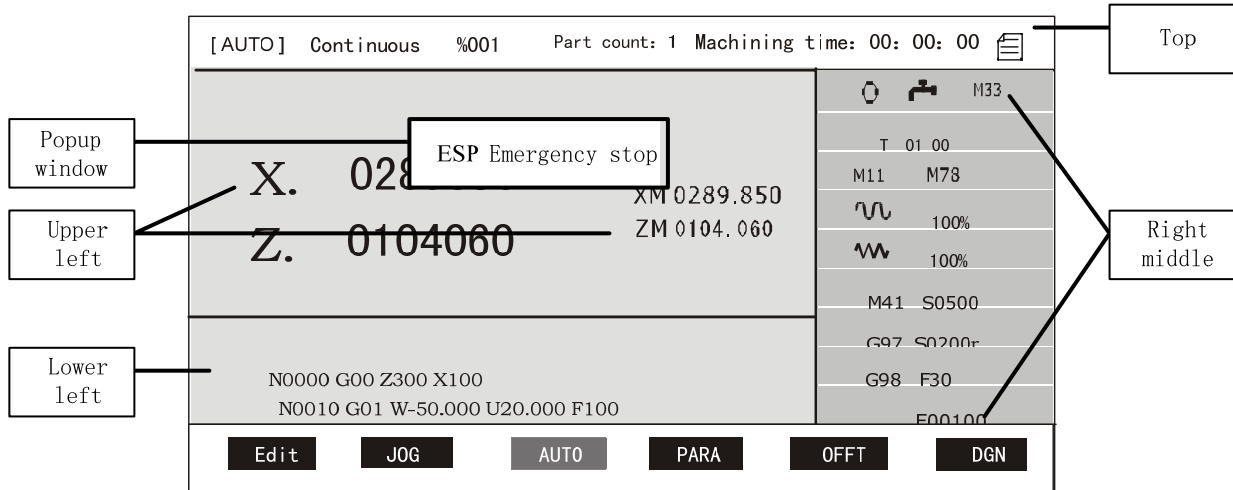 [AUTO] Continuous %001 Part count: 1 Machining time: 00: 00: 00
Top
M33
Popup
window
ESP Emergency stop
T 01 00
M11 M78
X.
XM 0289.850
100%
Upper
left
Z. 0104060
ZM 0104.060
Right
middle
100%
M41 S0500
G97 S0200r
Lower
left
N0000 G00 Z300 X100
G98 F30
N0010 G01 W-50.000 U20.000 F100
Edit JOG AUTO PARA OFFT DGN